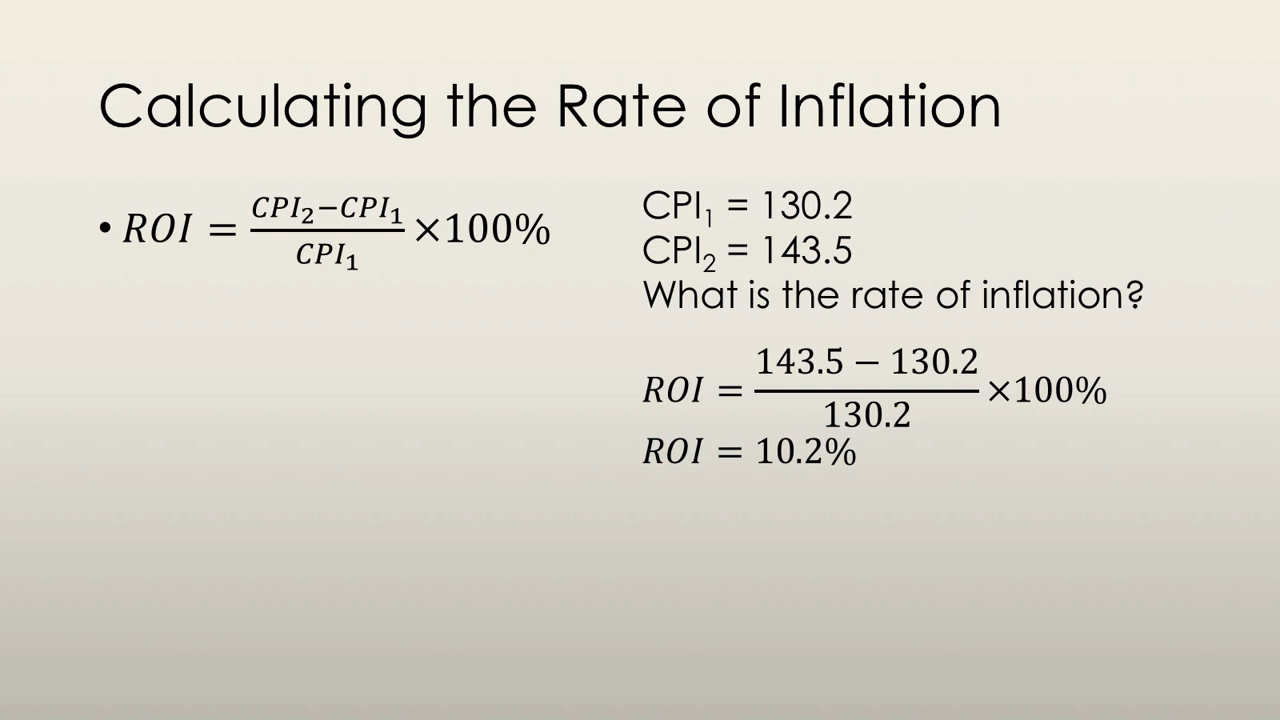 Calculating the Rate of Inflation
• ROI = (CPI₂−CPI₁)/CPI₁ ×100%
CPI₁ = 130.2
CPI₂ = 143.5
What is the rate of inflation?
ROI = (143.5 − 130.2)/130.2 ×100%
ROI = 10.2%